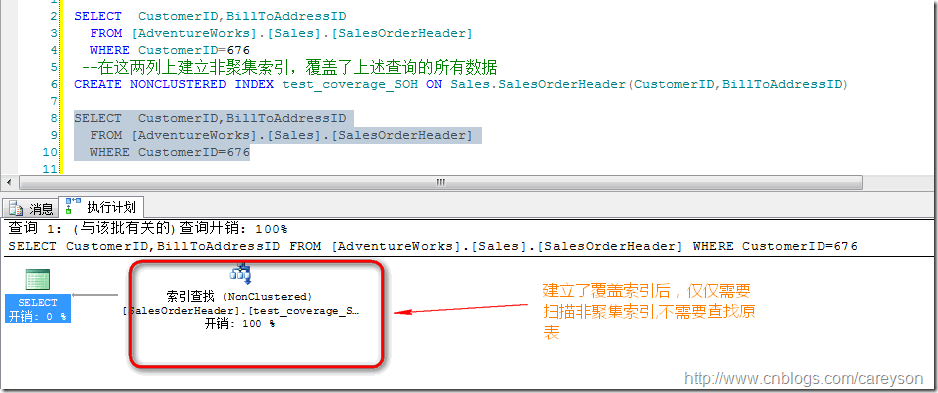 1
2 SELECT  CustomerID,BillToAddressID
3 FROM [AdventureWorks].[Sales].[SalesOrderHeader]
4 WHERE CustomerID=676
5 --在这两列上建立非聚集索引，覆盖了上述查询的所有数据
6 CREATE NONCLUSTERED INDEX test_coverage_SOH ON Sales.SalesOrderHeader(CustomerID,BillToAddressID)
7
8 SELECT  CustomerID,BillToAddressID
9 FROM [AdventureWorks].[Sales].[SalesOrderHeader]
10 WHERE CustomerID=676
11
消息 执行计划
查询 1: (与该批有关的)查询开销: 100%
SELECT CustomerID,BillToAddressID FROM [AdventureWorks].[Sales].[SalesOrderHeader] WHERE CustomerID=676
SELECT
开销: 0 %
索引查找 (NonClustered)
[SalesOrderHeader].[test_coverage_S…
开销: 100 %
建立了覆盖索引后，仅仅需要
扫描非聚集索引,不需要查找原
表
http://www.cnblogs.com/careyson